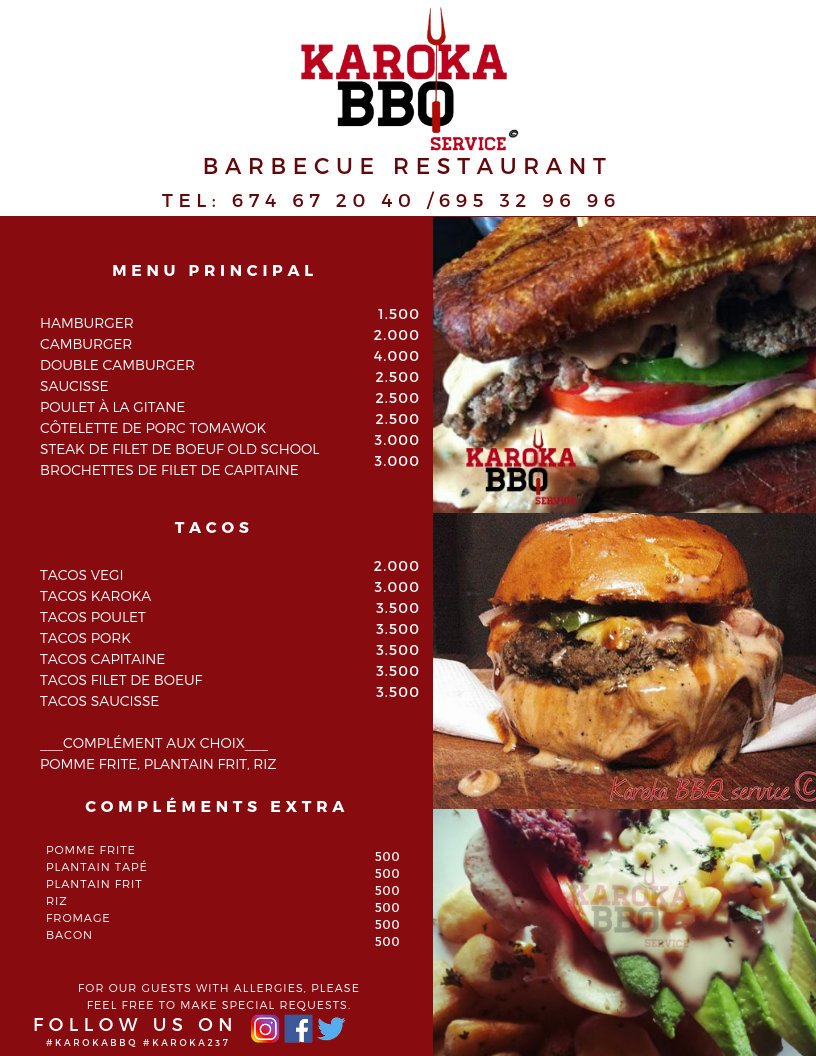 KAROKA
BBQ
SERVICE
BARBECUE RESTAURANT
TEL: 674 67 20 40 /695 32 96 96
MENU PRINCIPAL
HAMBURGER 1.500
CAMBURGER 2.000
DOUBLE CAMBURGER 4.000
SAUCISSE 2.500
POULET À LA GITANE 2.500
CÔTELETTE DE PORC TOMAWOK 2.500
STEAK DE FILET DE BOEUF OLD SCHOOL 3.000
BROCHETTES DE FILET DE CAPITAINE 3.000
TACOS
TACOS VEGI 2.000
TACOS KAROKA 3.000
TACOS POULET 3.500
TACOS PORK 3.500
TACOS CAPITAINE 3.500
TACOS FILET DE BOEUF 3.500
TACOS SAUCISSE 3.500
___COMPLÉMENT AUX CHOIX___
POMME FRITE, PLANTAIN FRIT, RIZ
COMPLÉMENTS EXTRA
POMME FRITE 500
PLANTAIN TAPÉ 500
PLANTAIN FRIT 500
RIZ 500
FROMAGE 500
BACON 500
FOR OUR GUESTS WITH ALLERGIES, PLEASE
FEEL FREE TO MAKE SPECIAL REQUESTS.
FOLLOW US ON
#KAROKABBQ #KAROKA237
KAROKA
BBQ
SERVICE
Karoka BBQ service ©
KAROKA
BBQ
SERVICE